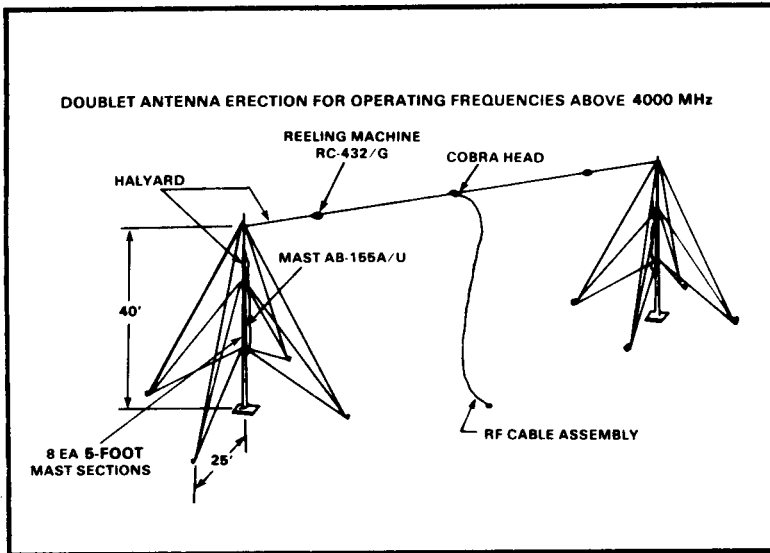 DOUBLET ANTENNA ERECTION FOR OPERATING FREQUENCIES ABOVE 4000 MHz
REELING MACHINE
RC-432/G
COBRA HEAD
HALYARD
MAST AB-155A/U
40'
8 EA 5-FOOT
MAST SECTIONS
25'
RF CABLE ASSEMBLY